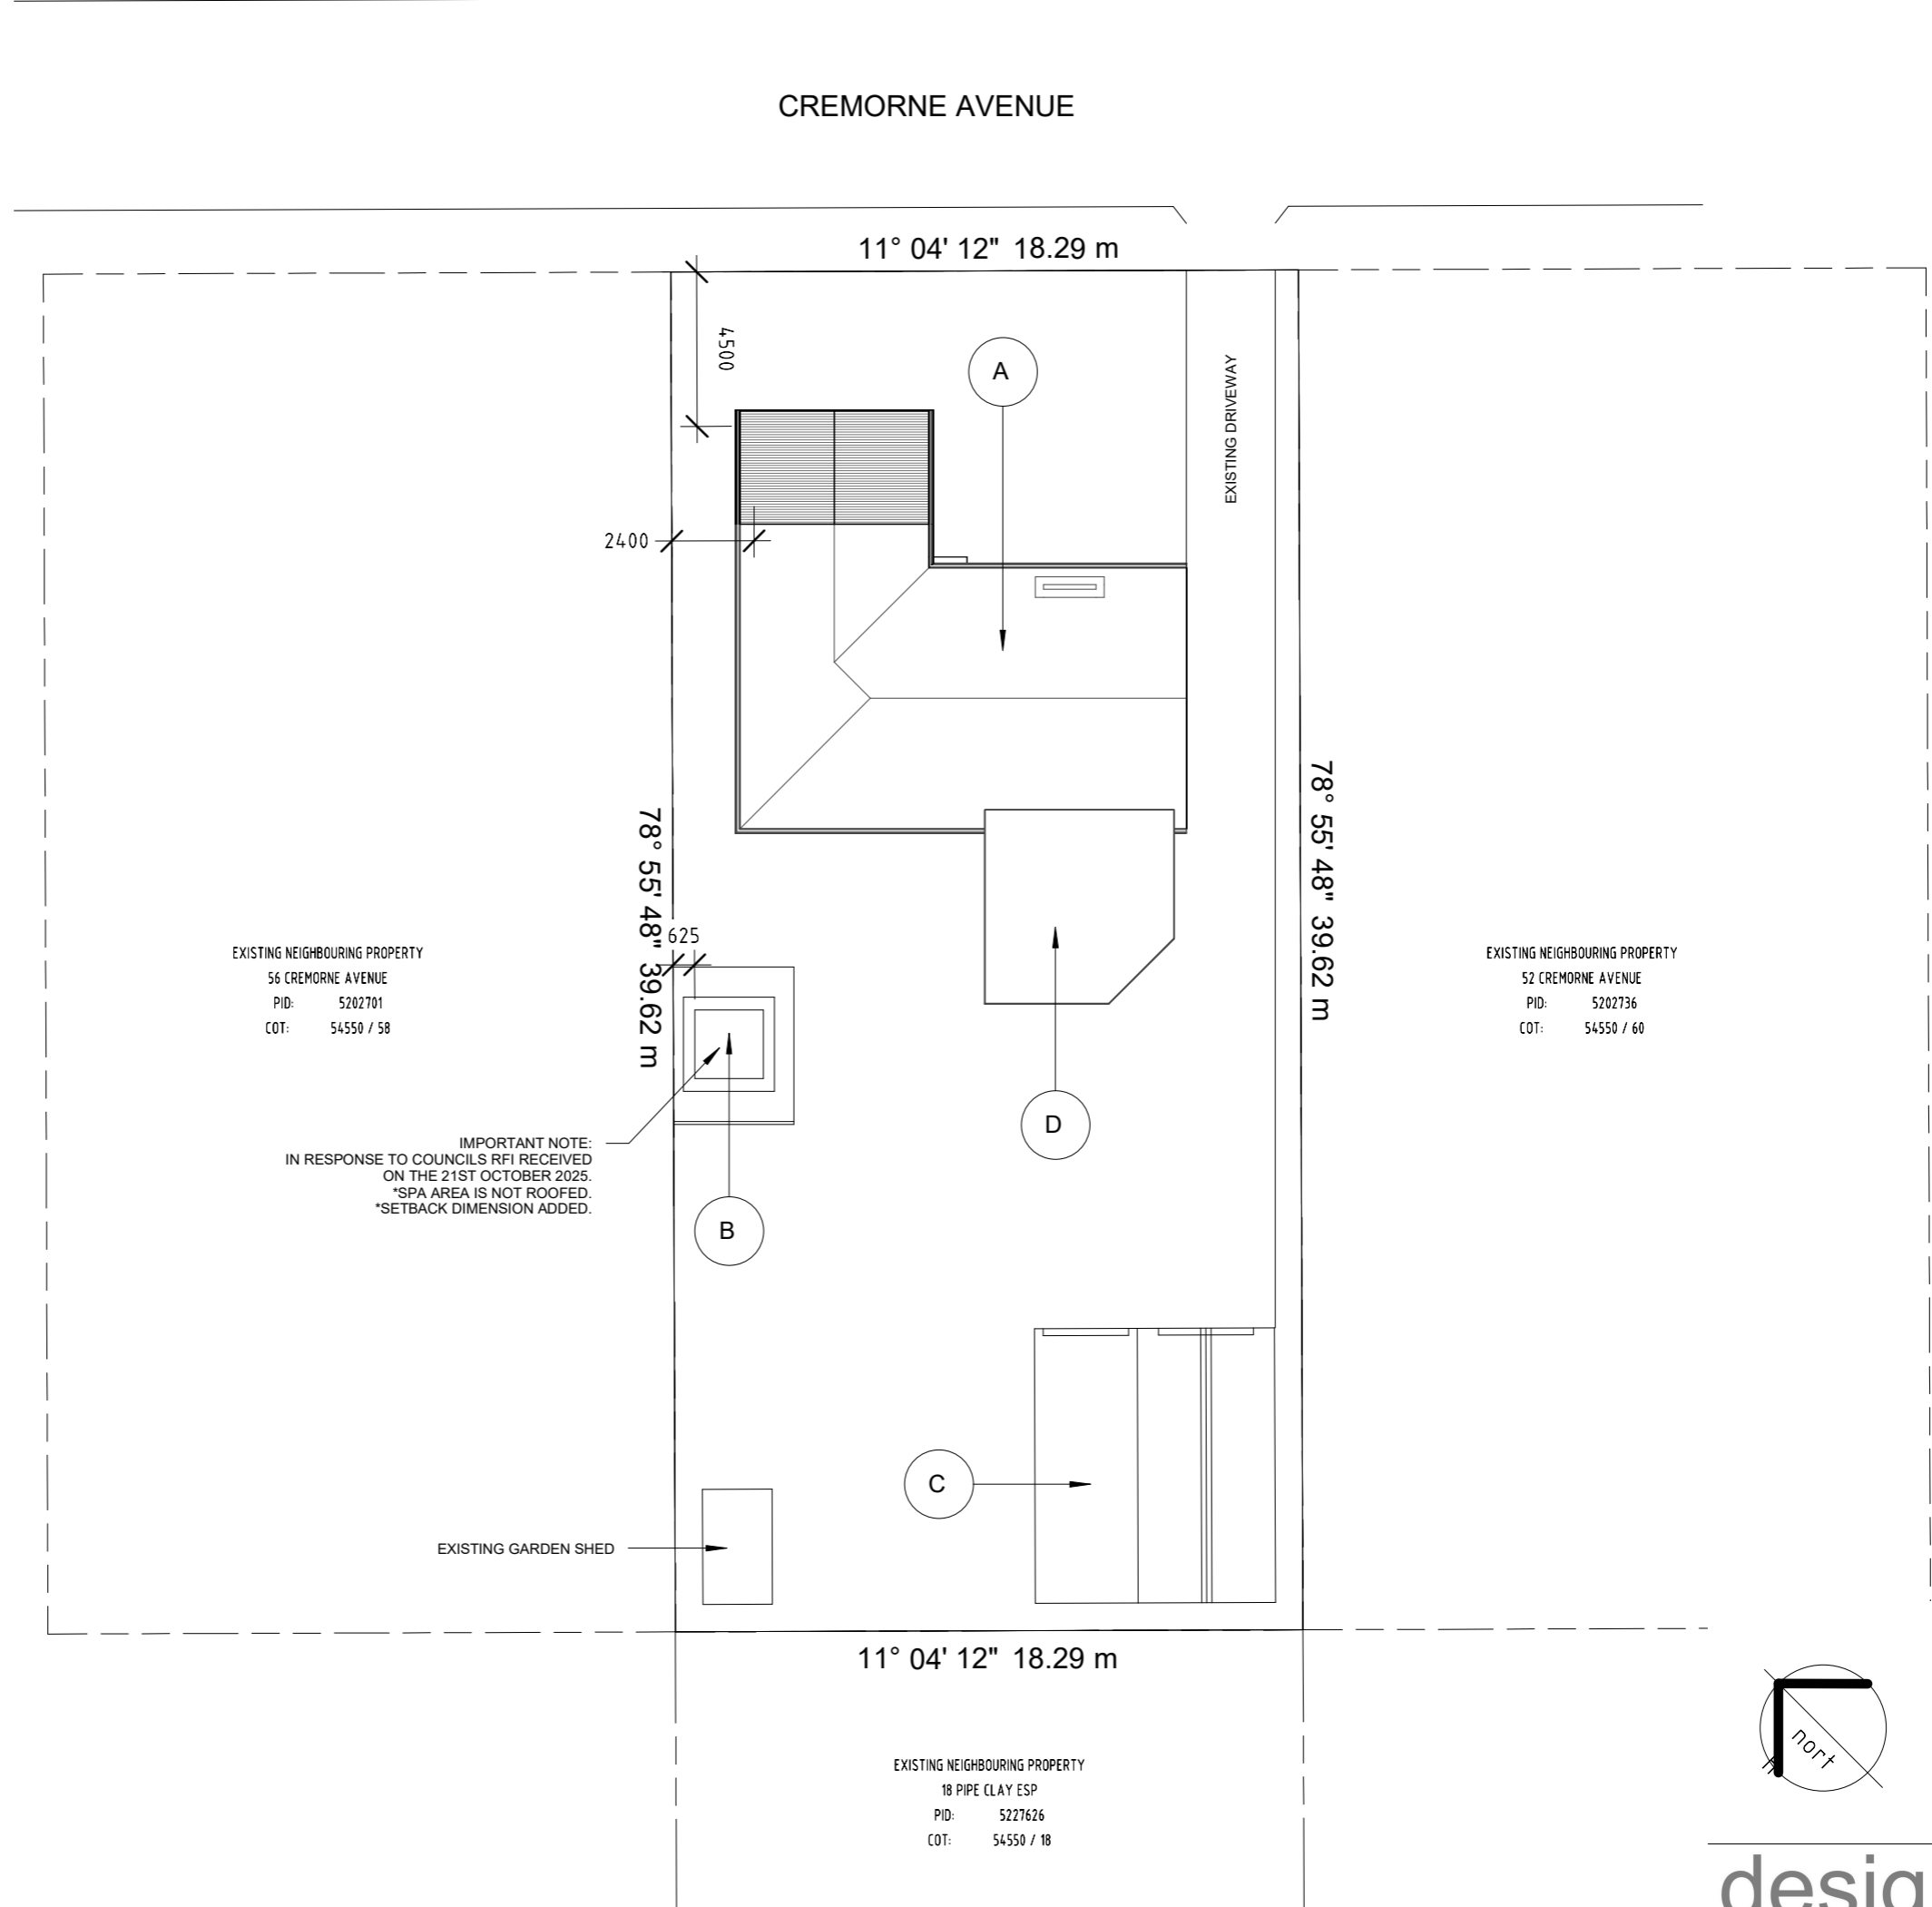 CREMORNE AVENUE
11° 04' 12" 18.29 m
4500
A
EXISTING DRIVEWAY
2400
78° 55' 48" 39.62 m
78° 55' 48" 39.62 m
625
EXISTING NEIGHBOURING PROPERTY
56 CREMORNE AVENUE
PID: 5202701
COT: 54550 / 58
EXISTING NEIGHBOURING PROPERTY
52 CREMORNE AVENUE
PID: 5202736
COT: 54550 / 60
D
IMPORTANT NOTE:
IN RESPONSE TO COUNCILS RFI RECEIVED
ON THE 21ST OCTOBER 2025.
*SPA AREA IS NOT ROOFED.
*SETBACK DIMENSION ADDED.
B
C
EXISTING GARDEN SHED
11° 04' 12" 18.29 m
nort
h
EXISTING NEIGHBOURING PROPERTY
18 PIPE CLAY ESP
PID: 5227626
COT: 54550 / 18
desig